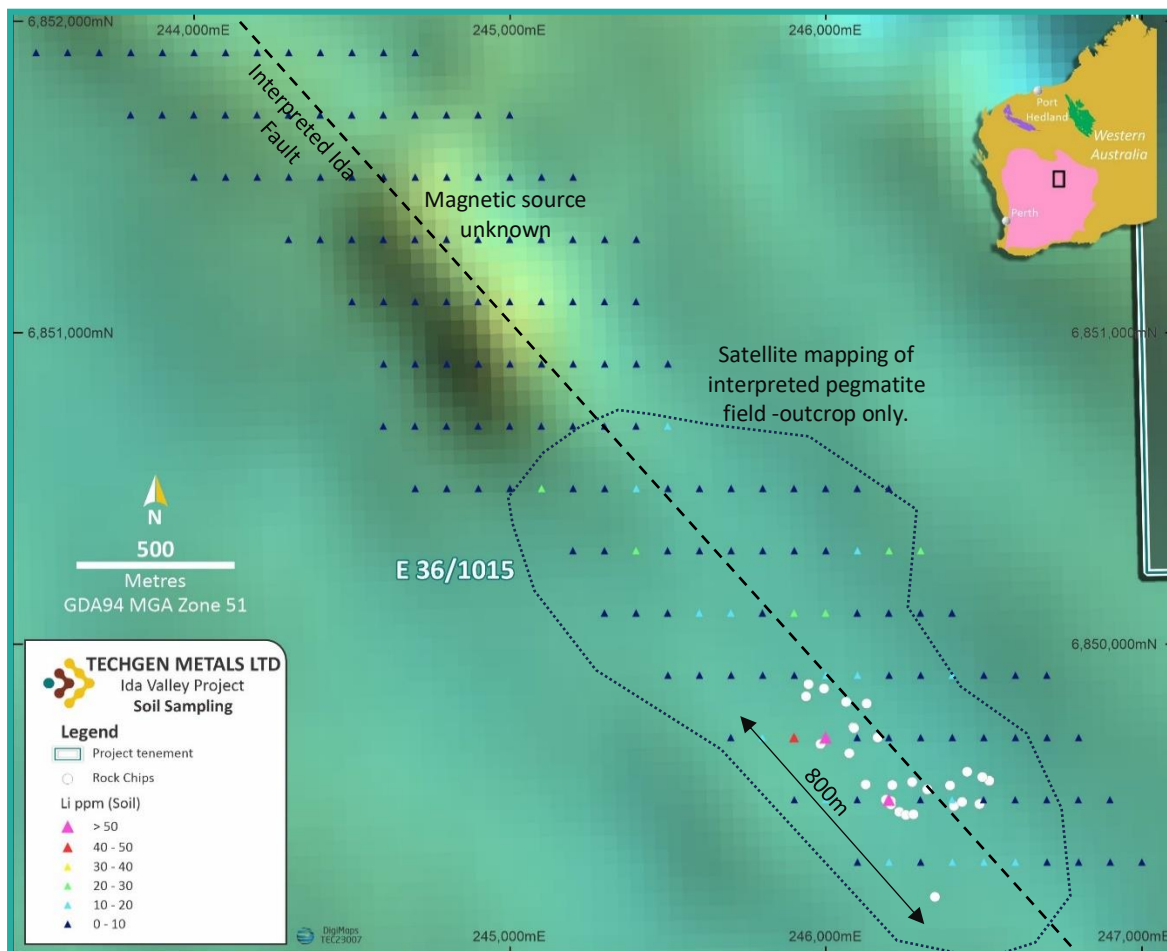 6,852,000mN
244,000mE
245,000mE
246,000mE
Interpreted Ida
Fault
Magnetic source
unknown
Port
Hedland
Western
Australia
Perth
6,851,000mN
6,851,000mN
Satellite mapping of
interpreted pegmatite
field -outcrop only.
N
500
Metres
GDA94 MGA Zone 51
E 36/1015
6,850,000mN
800m
TECHGEN METALS LTD
Ida Valley Project
Soil Sampling
Legend
Project tenement
Rock Chips
Li ppm (Soil)
> 50
40 - 50
30 - 40
20 - 30
10 - 20
0 - 10
DigiMaps
TEC23007
245,000mE
246,000mE
247,000mE